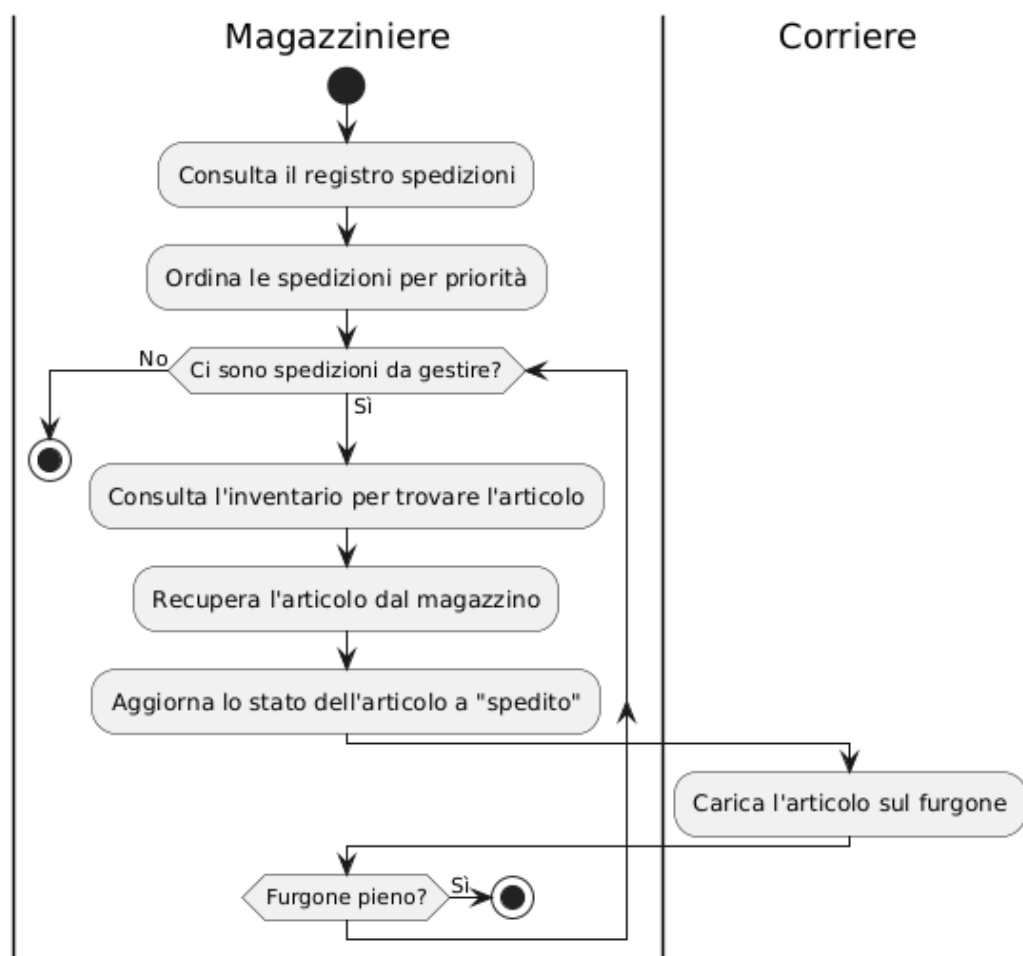 Magazziniere
Corriere
Consulta il registro spedizioni
Ordina le spedizioni per priorità
No
Ci sono spedizioni da gestire?
Sì
Consulta l'inventario per trovare l'articolo
Recupera l'articolo dal magazzino
Aggiorna lo stato dell'articolo a "spedito"
Carica l'articolo sul furgone
Furgone pieno?
Sì